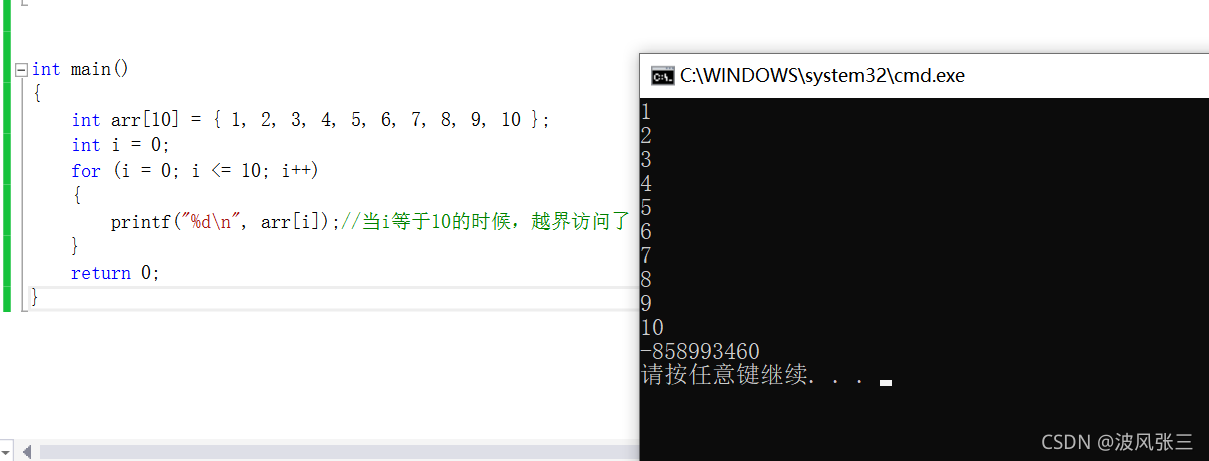 int main()
{
int arr[10] = { 1, 2, 3, 4, 5, 6, 7, 8, 9, 10 };
int i = 0;
for (i = 0; i <= 10; i++)
{
printf("%d\n", arr[i]);//当i等于10的时候，越界访问了
}
return 0;
}
C:\WINDOWS\system32\cmd.exe
1
2
3
4
5
6
7
8
9
10
-858993460
请按任意键继续. . .
CSDN @波风张三